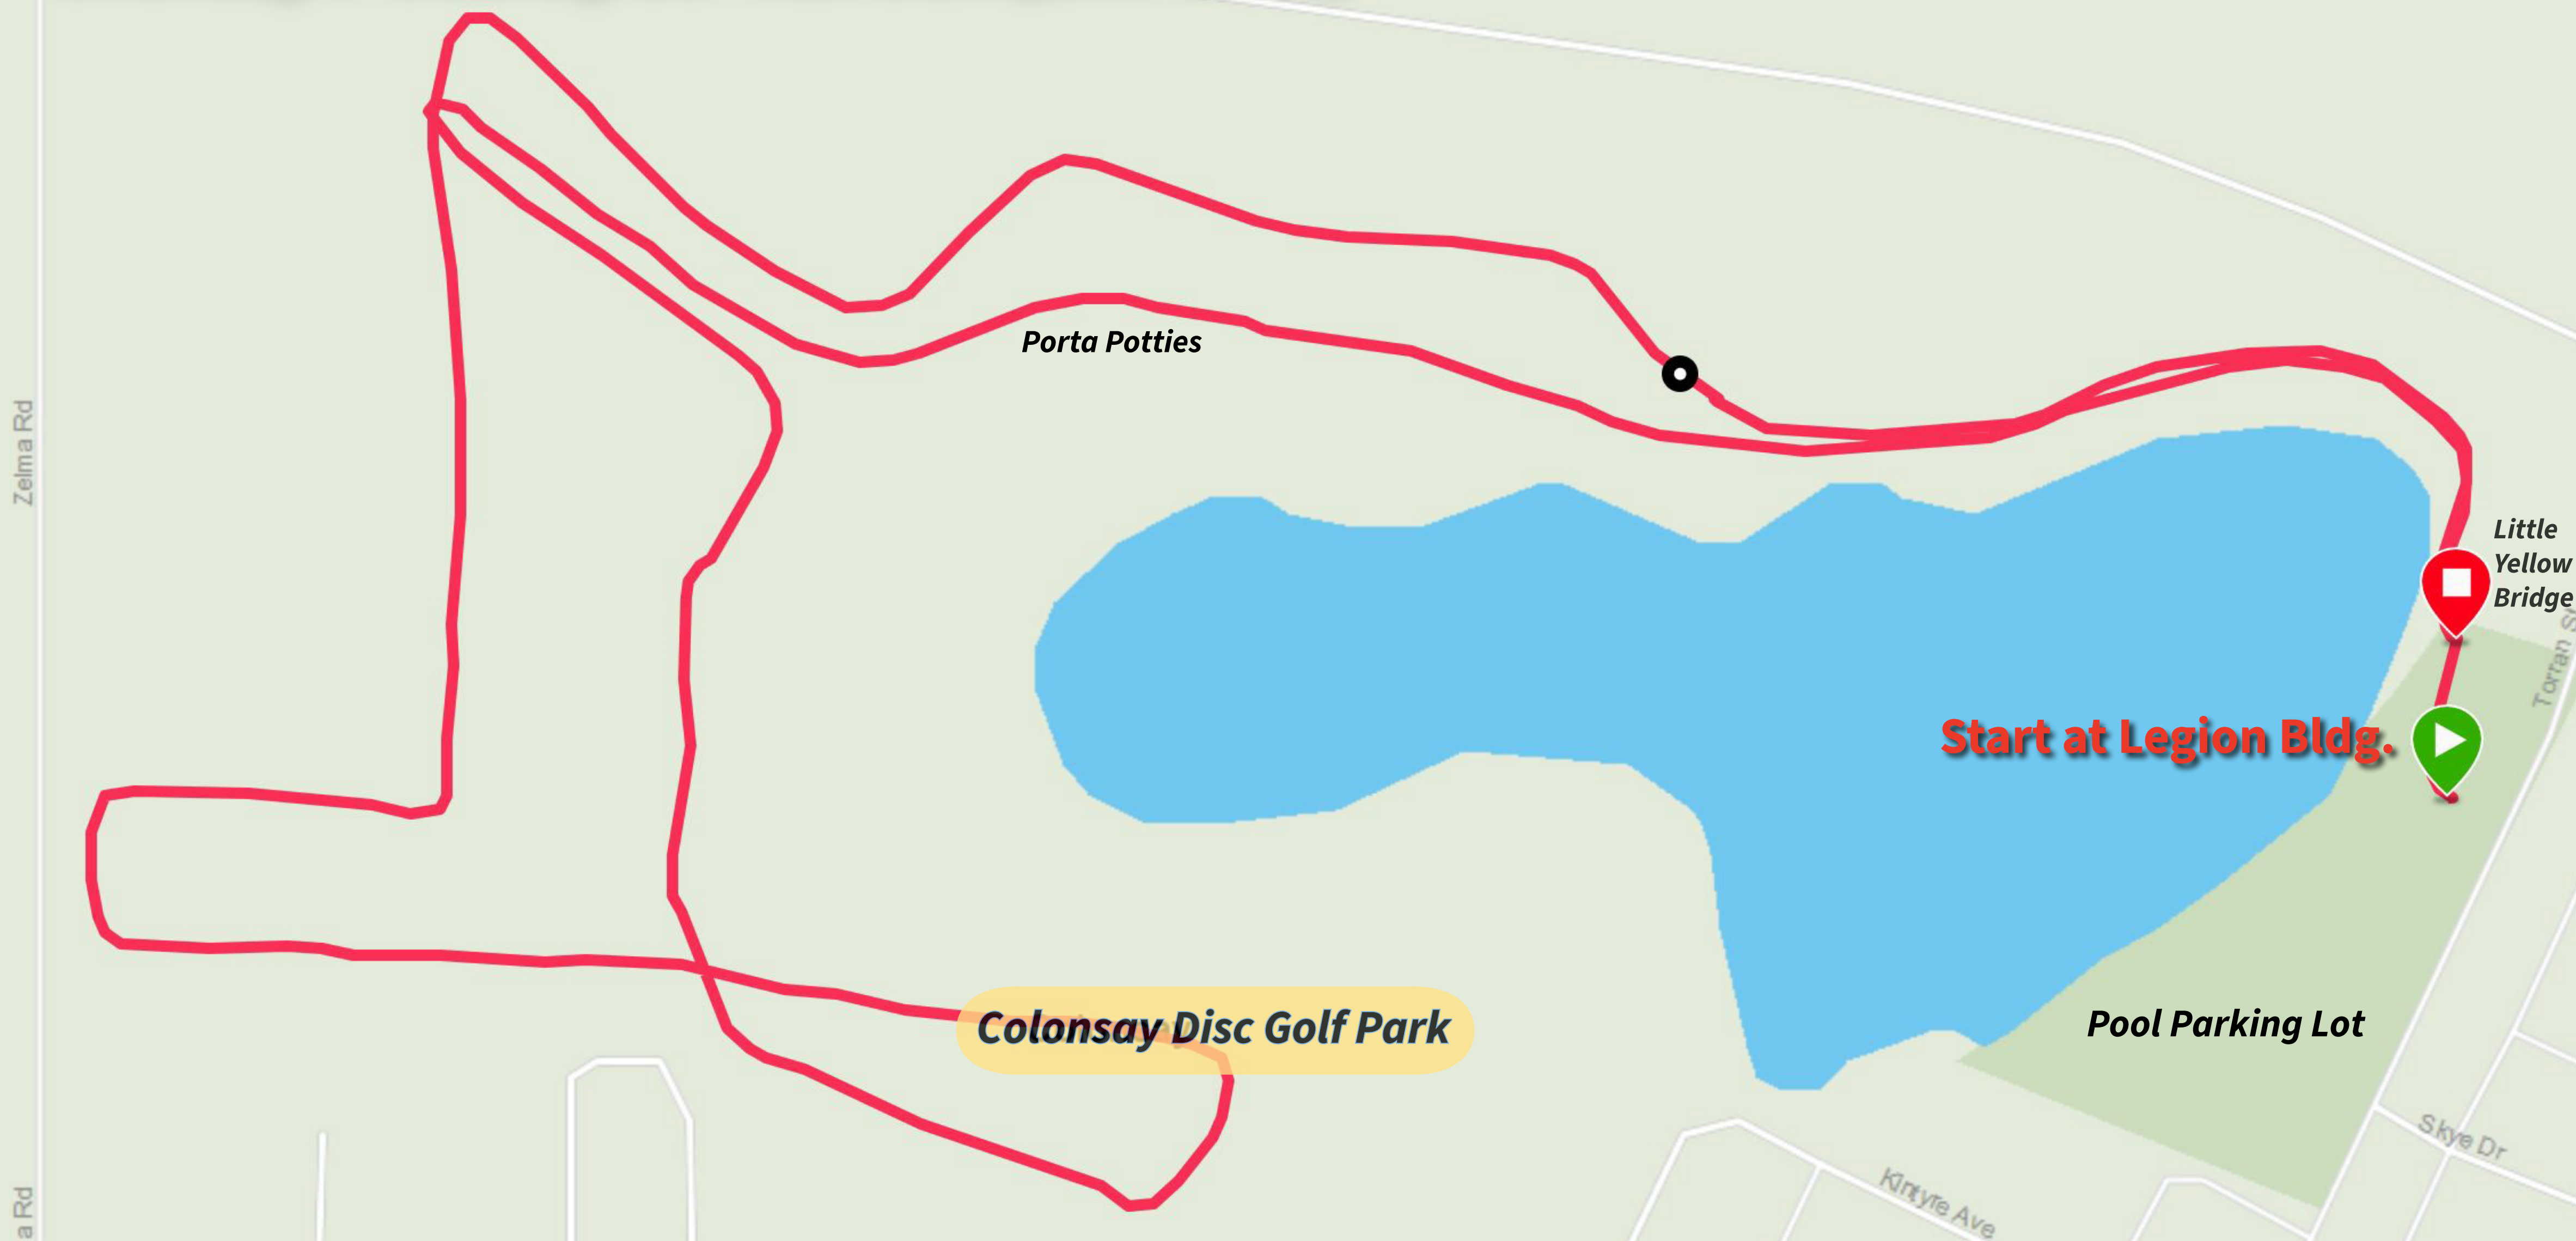 Porta Potties
Zelma Rd
Little
Yellow
Bridge
Start at Legion Bldg.
Colonsay Disc Golf Park
Pool Parking Lot
Skye Dr
Kintyre Ave